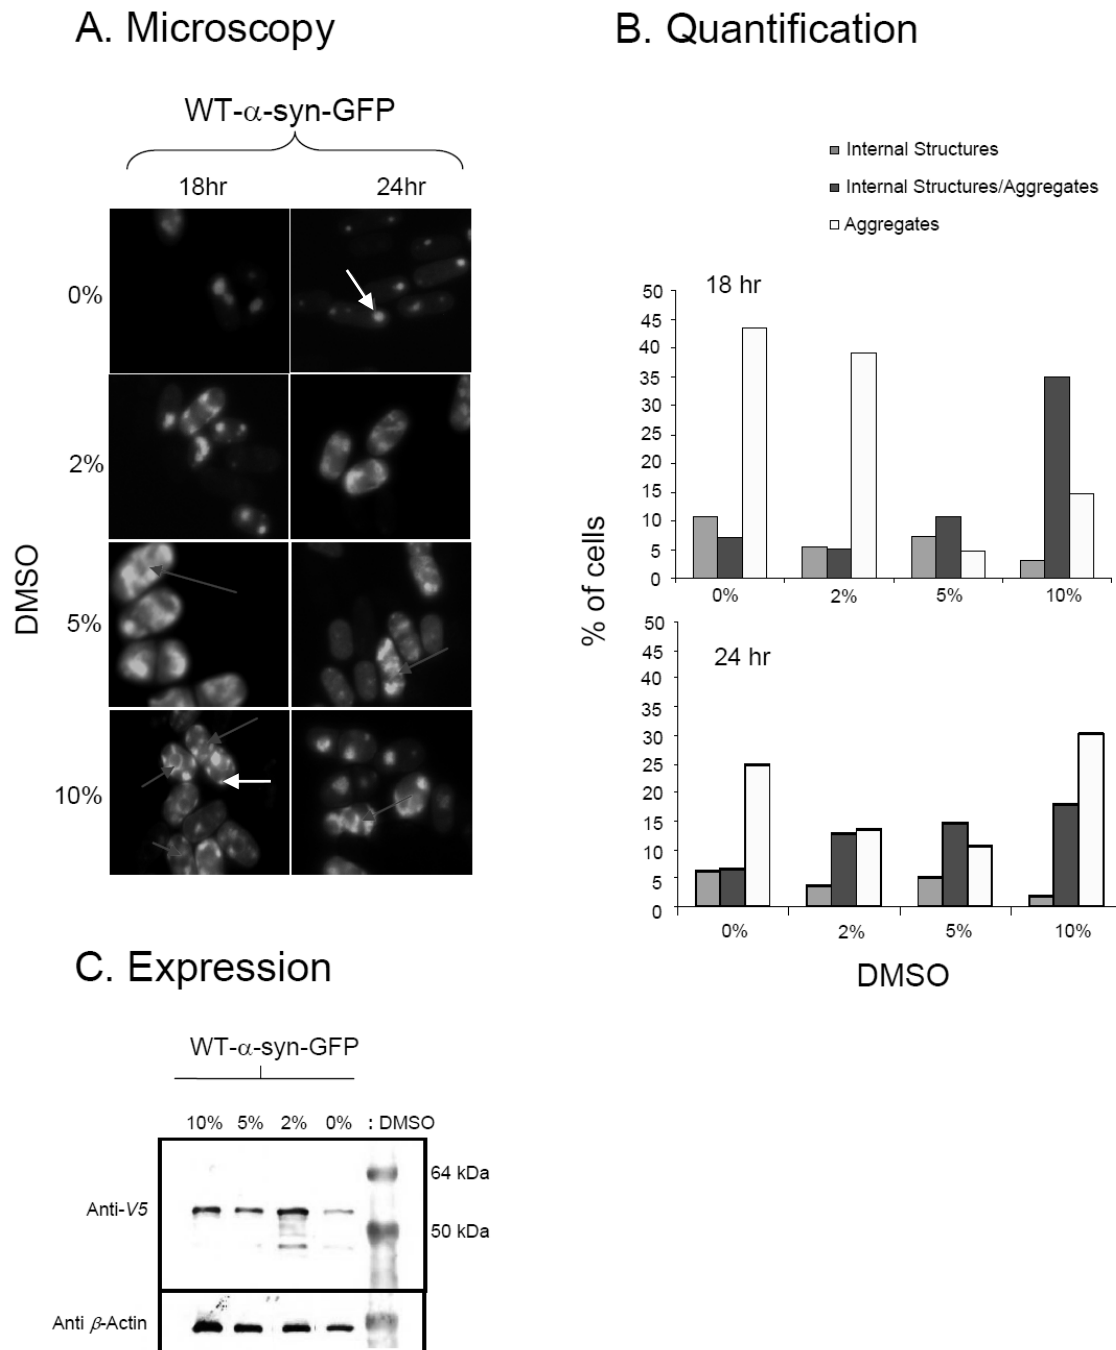 A. Microscopy
WT-α-syn-GFP
18hr 24hr
0%
2%
5%
10%
DMSO
B. Quantification
Internal Structures
Internal Structures/Aggregates
Aggregates
18 hr
50
45
40
35
30
25
20
15
10
5
0
0% 2% 5% 10%
% of cells
24 hr
50
45
40
35
30
25
20
15
10
5
0
0% 2% 5% 10%
DMSO
C. Expression
WT-α-syn-GFP
10% 5% 2% 0% : DMSO
64 kDa
Anti-V5
50 kDa
Anti β-Actin